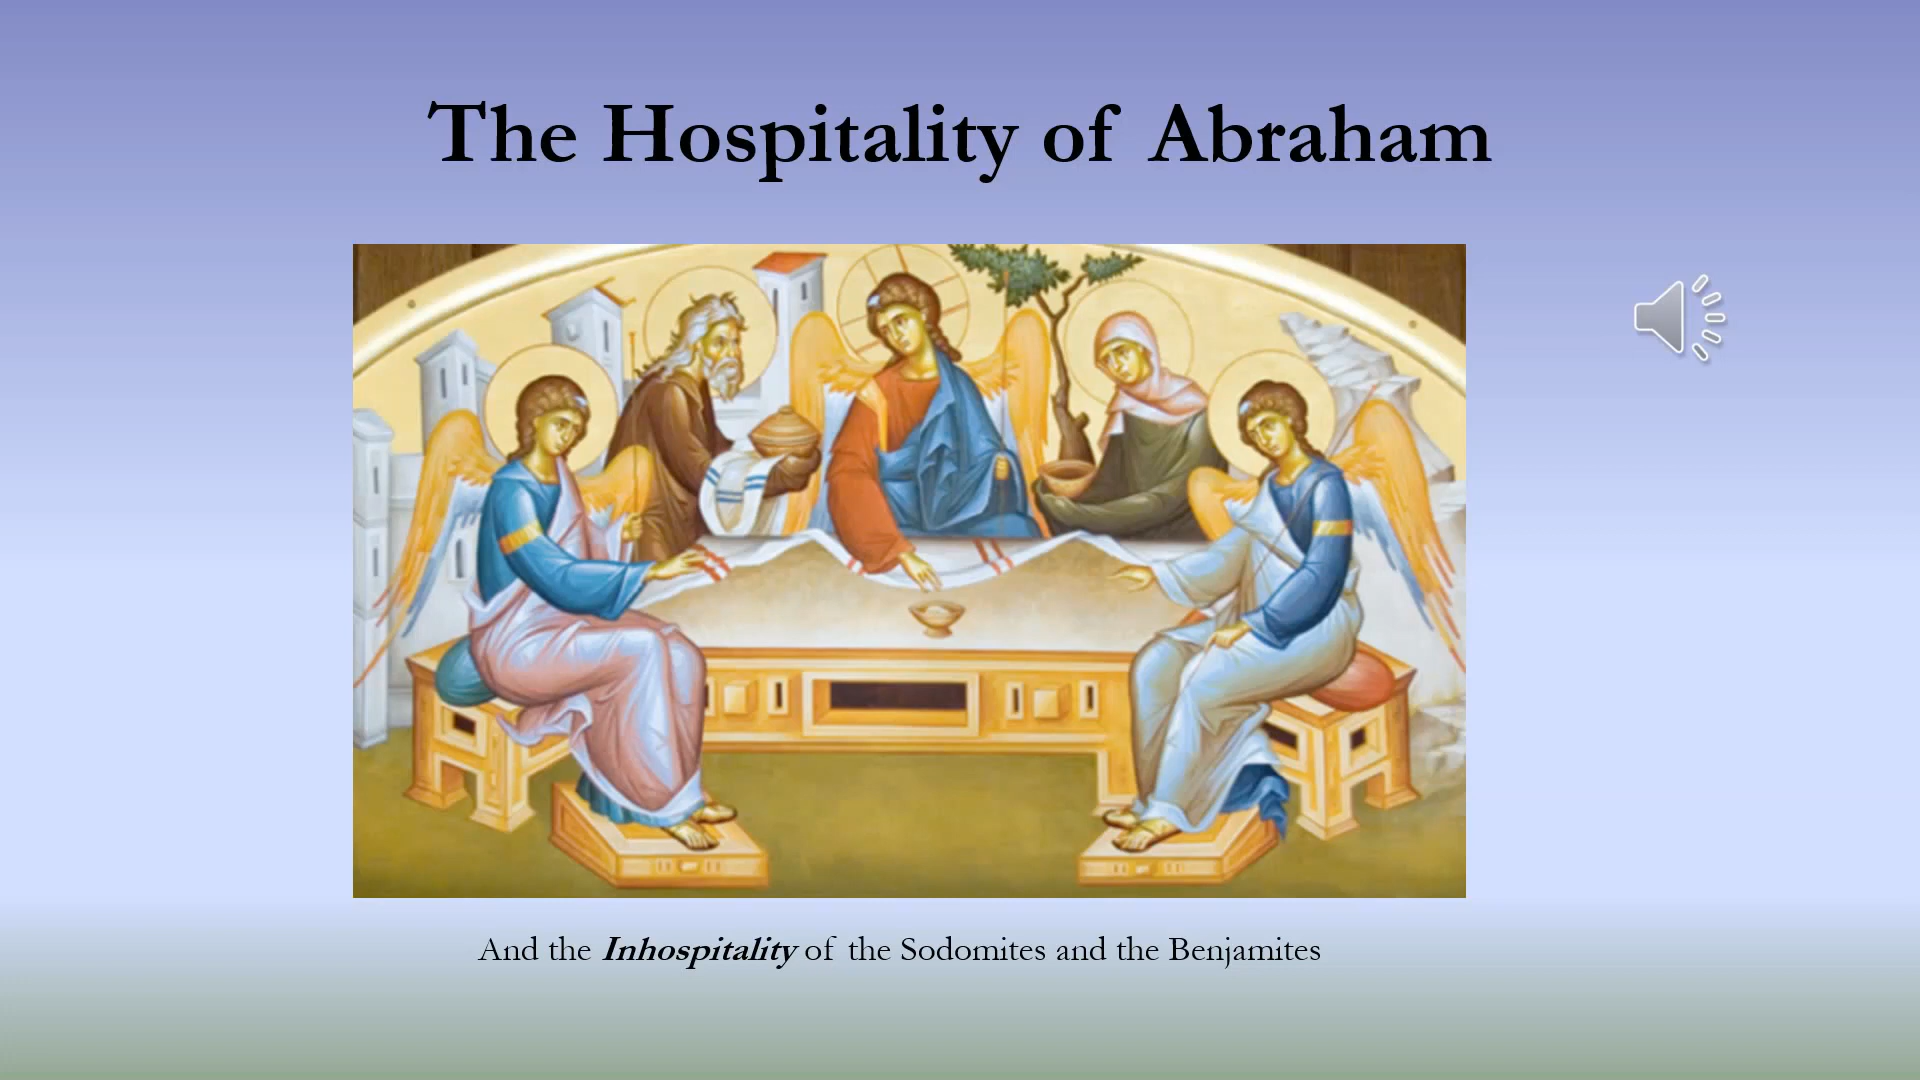 The Hospitality of Abraham
And the Inhospitality of the Sodomites and the Benjamites